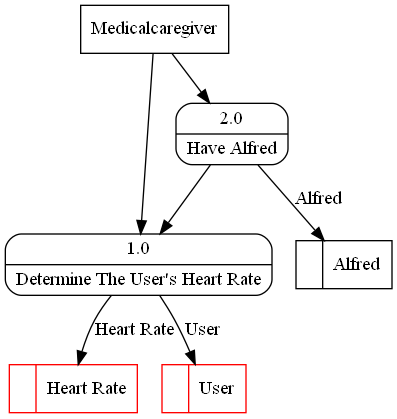 Medicalcaregiver
2.0
Have Alfred
Alfred
1.0
Determine The User's Heart Rate
Alfred
Heart Rate
User
Heart Rate
User